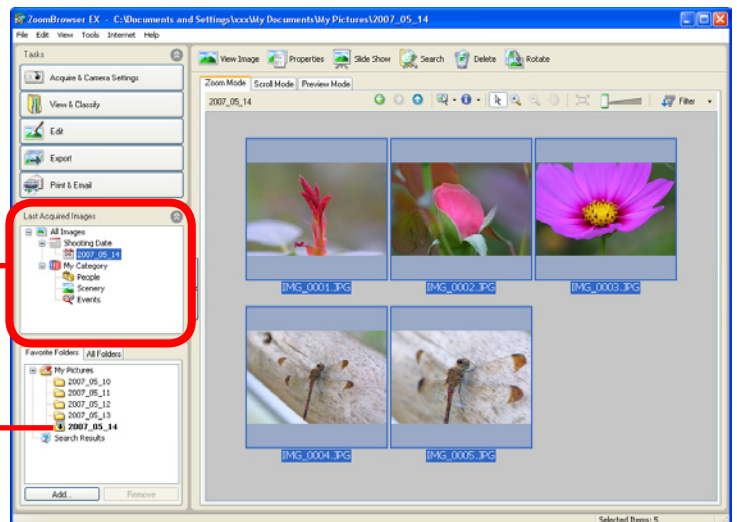 ZoomBrowser EX - C:\Documents and Settings\xxx\My Documents\My Pictures\2007_05_14
File Edit View Tools Internet Help
Tasks
Acquire & Camera Settings
View & Classify
Edit
Export
Print & Email
Last Acquired Images
All Images
Shooting Date
2007_05_14
My Category
People
Scenery
Events
Favorite Folders All Folders
My Pictures
2007_05_10
2007_05_11
2007_05_12
2007_05_13
2007_05_14
Search Results
Add... Remove
View Image Properties Slide Show Search Delete Rotate
Zoom Mode Scroll Mode Preview Mode
2007_05_14 Filter
IMG_0001.JPG IMG_0002.JPG IMG_0003.JPG
IMG_0004.JPG IMG_0005.JPG
Selected Items: 5